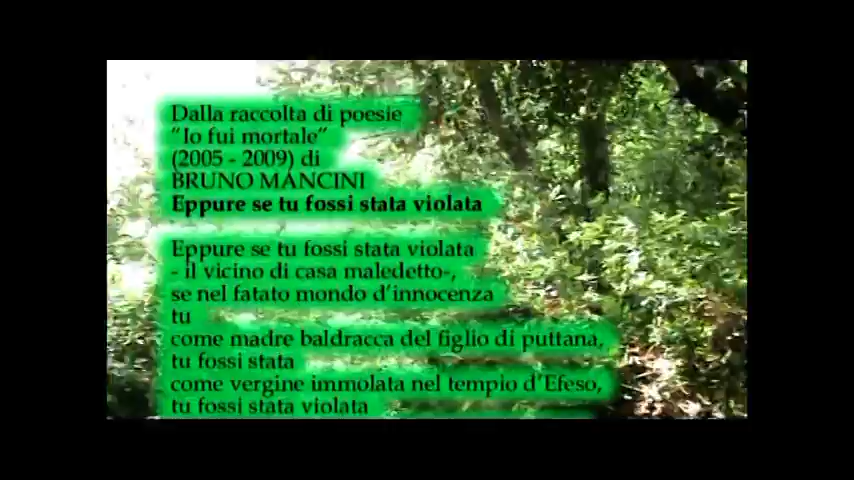 Dalla raccolta di poesie
“Io fui mortale”
(2005 - 2009) di
BRUNO MANCINI
Eppure se tu fossi stata violata
Eppure se tu fossi stata violata
- il vicino di casa maledetto-,
se nel fatato mondo d’innocenza
tu
come madre baldracca del figlio di puttana,
tu fossi stata
come vergine immolata nel tempio d’Efeso,
tu fossi stata violata